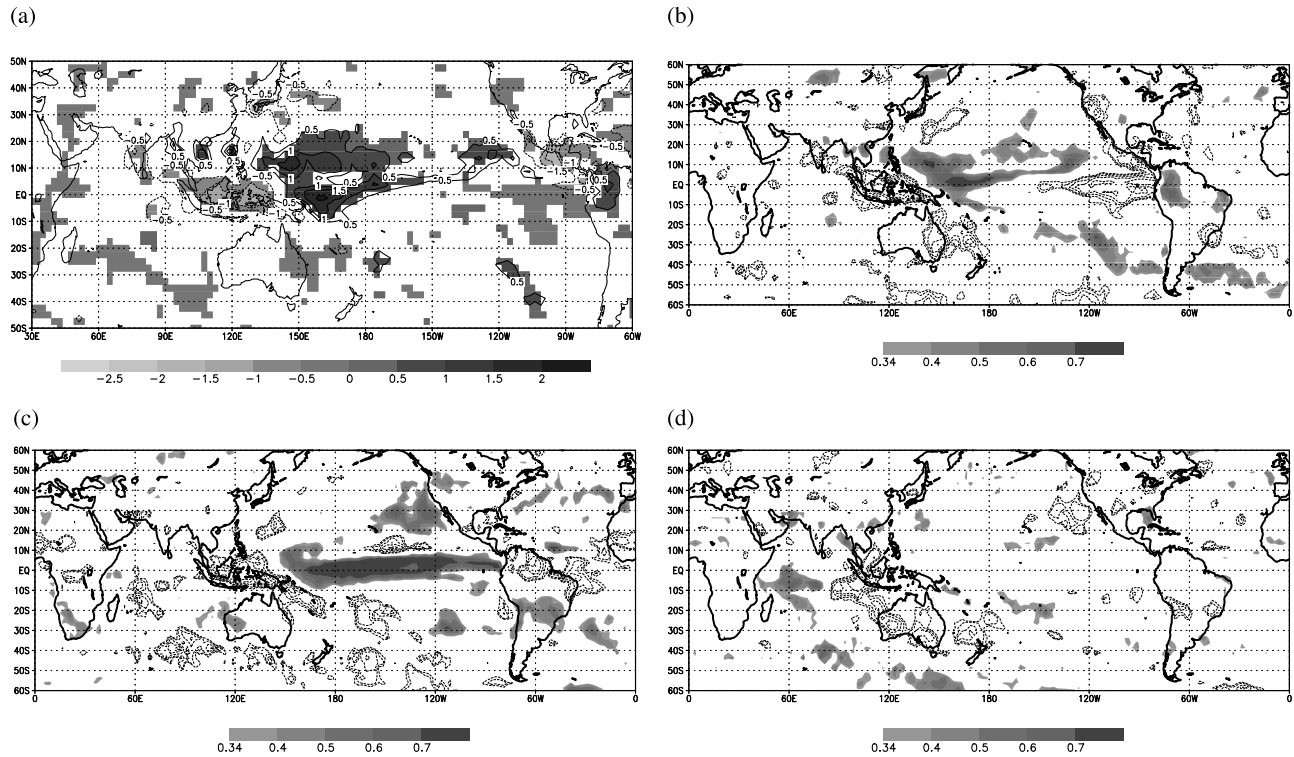 (a)
(b)
50N
40N
30N
20N
10N
EQ
10S
20S
30S
40S
50S
30E 60E 90E 120E 150E 180 150W 120W 90W 60W
-2.5 -2 -1.5 -1 -0.5 0 0.5 1 1.5 2
60N
50N
40N
30N
20N
10N
EQ
10S
20S
30S
40S
50S
60S
0 60E 120E 180 120W 60W 0
0.34 0.4 0.5 0.6 0.7
(c)
(d)
60N
50N
40N
30N
20N
10N
EQ
10S
20S
30S
40S
50S
60S
0 60E 120E 180 120W 60W 0
0.34 0.4 0.5 0.6 0.7
60N
50N
40N
30N
20N
10N
EQ
10S
20S
30S
40S
50S
60S
0 60E 120E 180 120W 60W 0
0.34 0.4 0.5 0.6 0.7